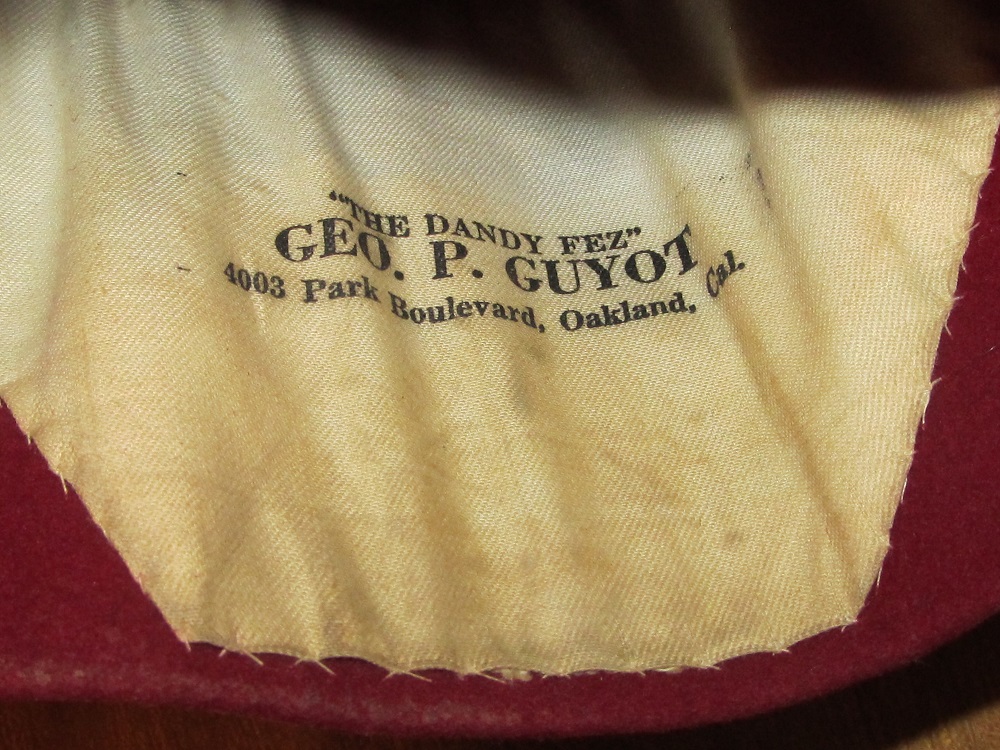 “THE DANDY FEZ”
GEO. P. GUYOT
4003 Park Boulevard, Oakland, Cal.